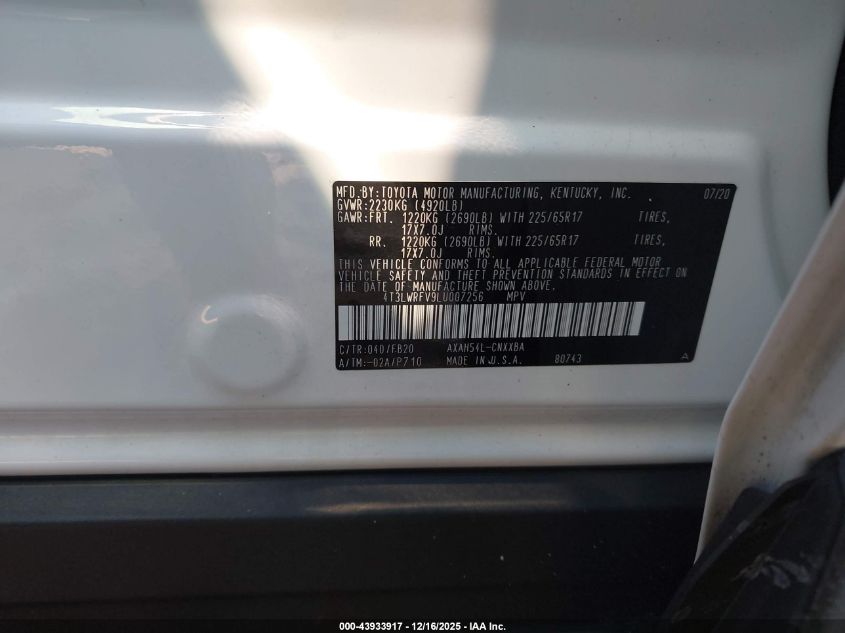 MFD.BY:TOYOTA MOTOR MANUFACTURING, KENTUCKY, INC. 07/20
GVWR:2230KG (4920LB)
GAWR:FRT. 1220KG (2690LB) WITH 225/65R17 TIRES,
17X7.0J RIMS.
RR. 1220KG (2690LB) WITH 225/65R17 TIRES,
17X7.0J RIMS.
THIS VEHICLE CONFORMS TO ALL APPLICABLE FEDERAL MOTOR
VEHICLE SAFETY AND THEFT PREVENTION STANDARDS IN EFFECT ON
THE DATE OF MANUFACTURE SHOWN ABOVE.
4T3LWRFV9LU007256 MPV
C/TR:040/FB20 AXAH54L-CNXXBA
A/TM:-02A/P710 MADE IN U.S.A. 80743 A
000-43933917 - 12/16/2025 - IAA Inc.